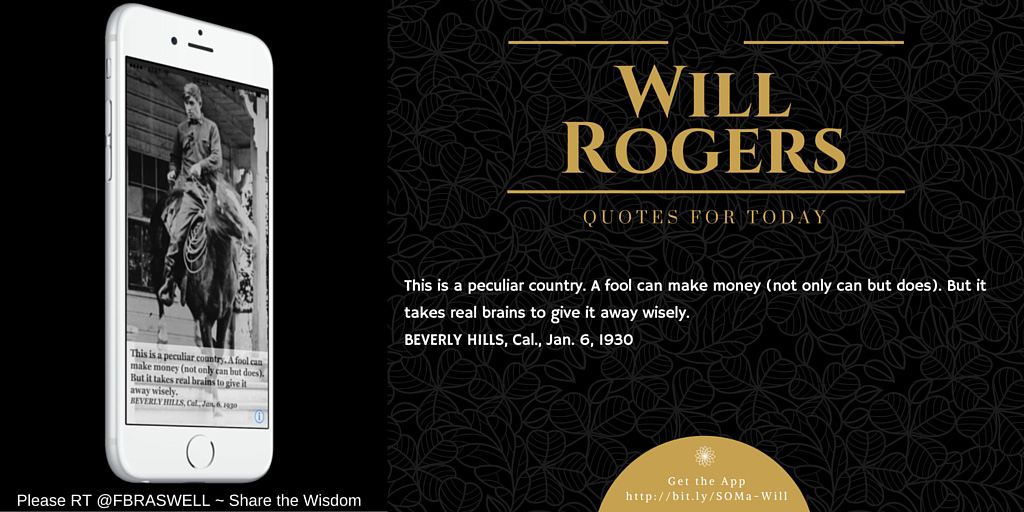 This is a peculiar country. A fool can
make money (not only can but does).
But it takes real brains to give it
away wisely.
BEVERLY HILLS, Cal., Jan. 6, 1930
Please RT @FBRASWELL ~ Share the Wisdom
WILL
ROGERS
QUOTES FOR TODAY
This is a peculiar country. A fool can make money (not only can but does). But it
takes real brains to give it away wisely.
BEVERLY HILLS, Cal., Jan. 6, 1930
Get the App
http://bit.ly/SOMa-Will